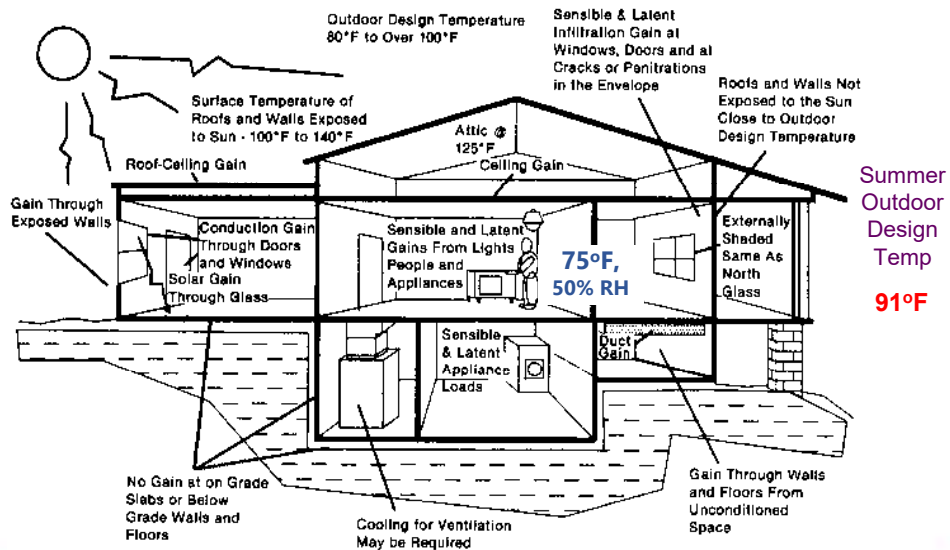 Outdoor Design Temperature
80°F to Over 100°F
Sensible & Latent
Infiltration Gain at
Windows, Doors and at
Cracks or Penitrations
in the Envelope
Surface Temperature of
Roofs and Walls Exposed
to Sun - 100°F to 140°F
Roofs and Walls Not
Exposed to the Sun
Close to Outdoor
Design Temperature
Attic @
125°F
Roof-Ceiling Gain
Ceiling Gain
Gain Through
Exposed Walls
Conduction Gain
Through Doors
and Windows
Solar Gain
Through Glass
Sensible and Latent
Gains From Lights
People and
Appliances
75°F,
50% RH
Externally
Shaded
Same As
North
Glass
Summer
Outdoor
Design
Temp
91°F
Sensible
& Latent
Appliance
Loads
Duct
Gain
No Gain at on Grade
Slabs or Below
Grade Walls and
Floors
Cooling for Ventilation
May be Required
Gain Through Walls
and Floors From
Unconditioned
Space